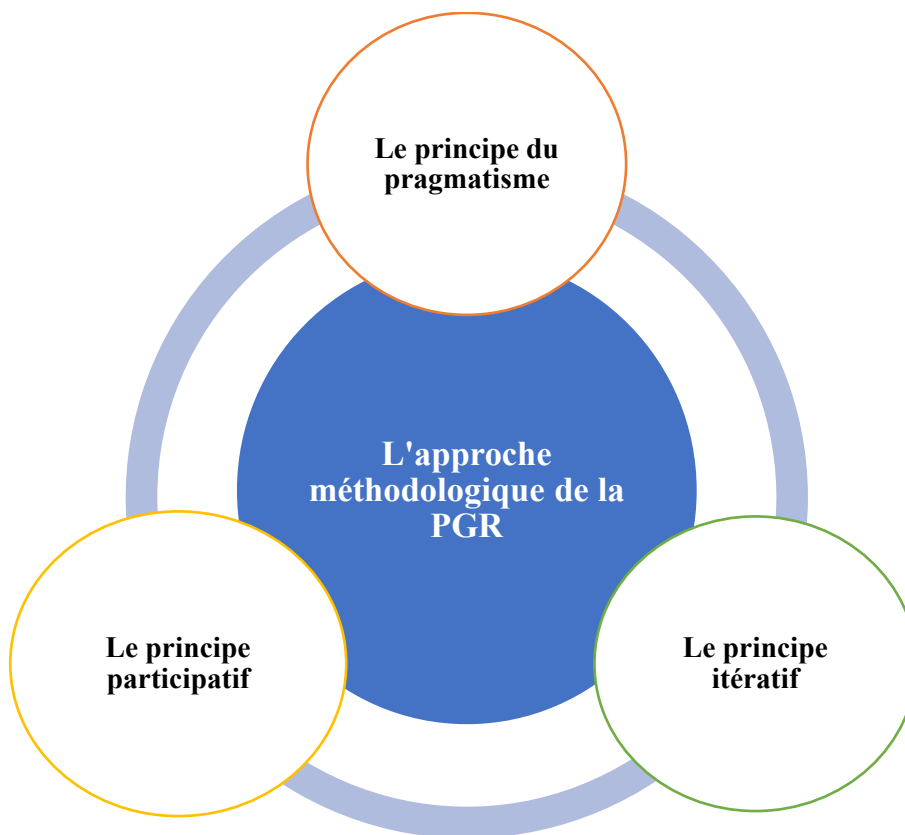 Le principe du
pragmatisme
L'approche
méthodologique de la
PGR
Le principe
participatif
Le principe
itératif